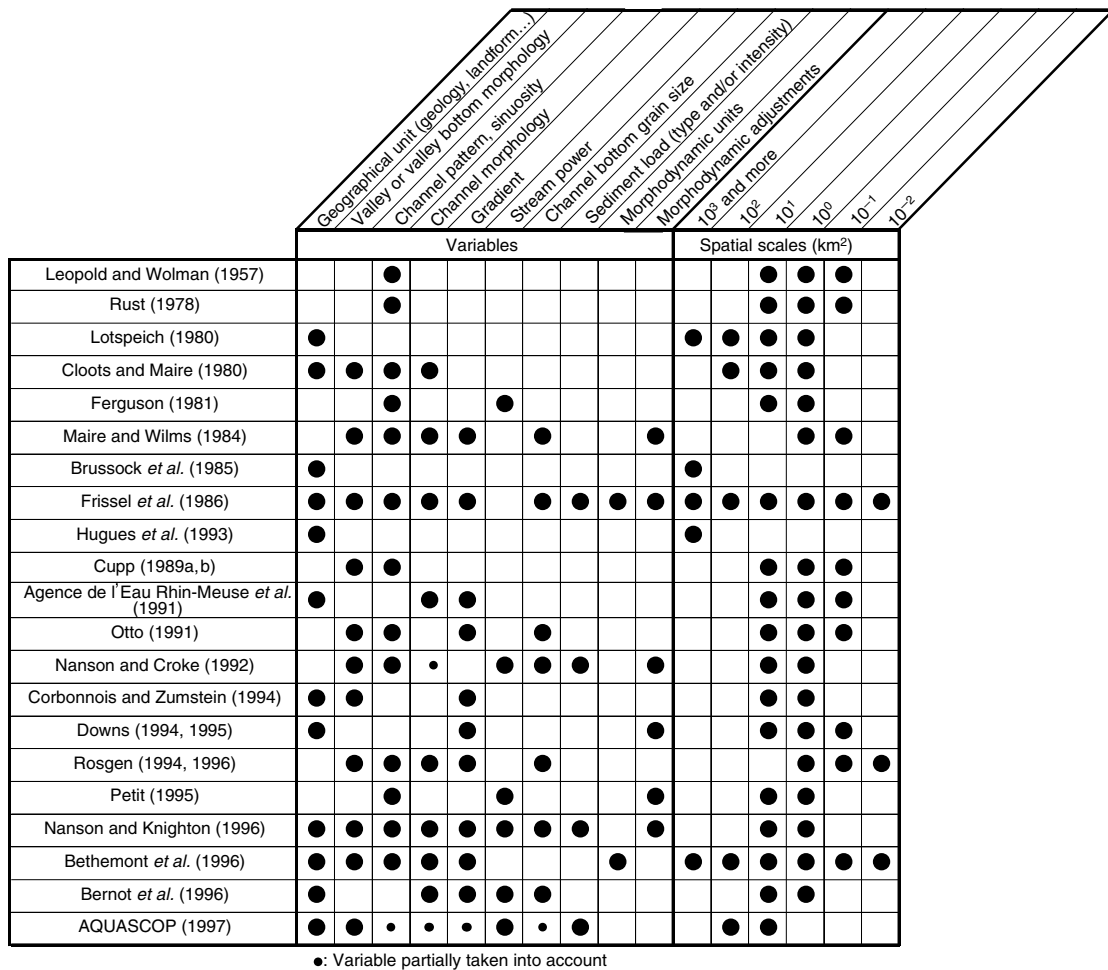 Geographical unit (geology, landform...)
Valley or valley bottom morphology
Channel pattern, sinuosity
Channel morphology
Gradient
Stream power
Channel bottom grain size
Sediment load (type and/or intensity)
Morphodynamic units
Morphodynamic adjustments
10³ and more
10²
10¹
10⁰
10⁻¹
10⁻²
Variables
Spatial scales (km²)
Leopold and Wolman (1957)
Rust (1978)
Lotspeich (1980)
Cloots and Maire (1980)
Ferguson (1981)
Maire and Wilms (1984)
Brussock et al. (1985)
Frissel et al. (1986)
Hugues et al. (1993)
Cupp (1989a,b)
Agence de l'Eau Rhin-Meuse et al.
(1991)
Otto (1991)
Nanson and Croke (1992)
Corbonnois and Zumstein (1994)
Downs (1994, 1995)
Rosgen (1994, 1996)
Petit (1995)
Nanson and Knighton (1996)
Bethemont et al. (1996)
Bernot et al. (1996)
AQUASCOP (1997)
●: Variable partially taken into account